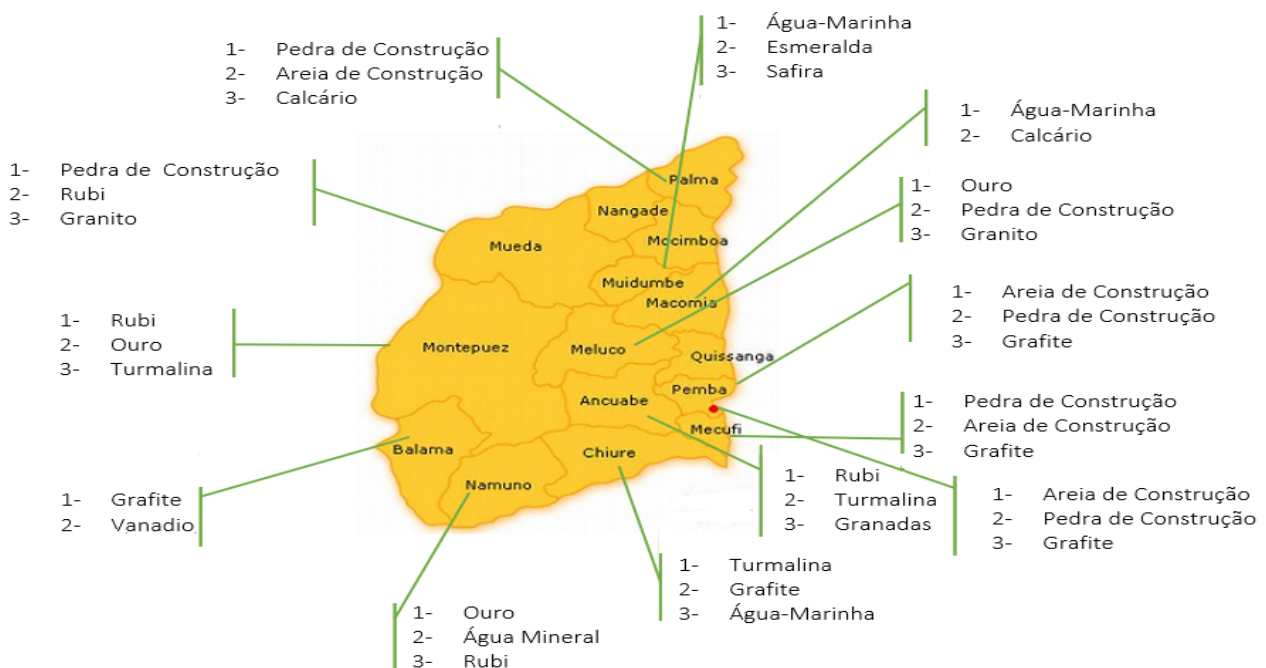 1- Pedra de Construção
2- Areia de Construção
3- Calcário
1- Água-Marinha
2- Esmeralda
3- Safira
1- Água-Marinha
2- Calcário
1- Pedra de Construção
2- Rubi
3- Granito
1- Ouro
2- Pedra de Construção
3- Granito
Palma
Nangade
Mocimboa
Mueda
Muidumbe
Macomia
1- Areia de Construção
2- Pedra de Construção
3- Grafite
1- Rubi
2- Ouro
3- Turmalina
Montepuez
Meluco
Quissanga
Pemba
Ancuabe
Mecufi
1- Pedra de Construção
2- Areia de Construção
3- Grafite
Balama
Chiure
Namuno
1- Rubi
2- Turmalina
3- Granadas
1- Areia de Construção
2- Pedra de Construção
3- Grafite
1- Grafite
2- Vanadio
1- Turmalina
2- Grafite
3- Água-Marinha
1- Ouro
2- Água Mineral
3- Rubi